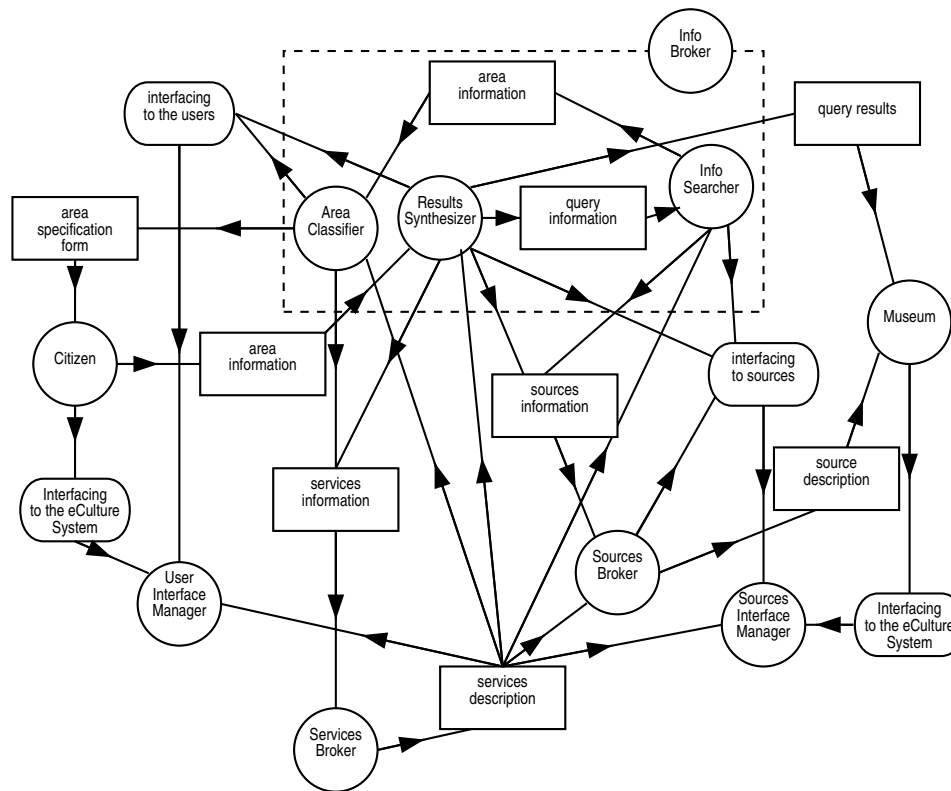 Info
Broker
area
information
interfacing
to the users
query results
Info
Searcher
Results
Synthesizer
query
information
Area
Classifier
area
specification
form
Museum
Citizen
area
information
interfacing
to sources
sources
information
source
description
services
information
Interfacing
to the eCulture
System
Sources
Broker
User
Interface
Manager
Sources
Interface
Manager
Interfacing
to the eCulture
System
services
description
Services
Broker